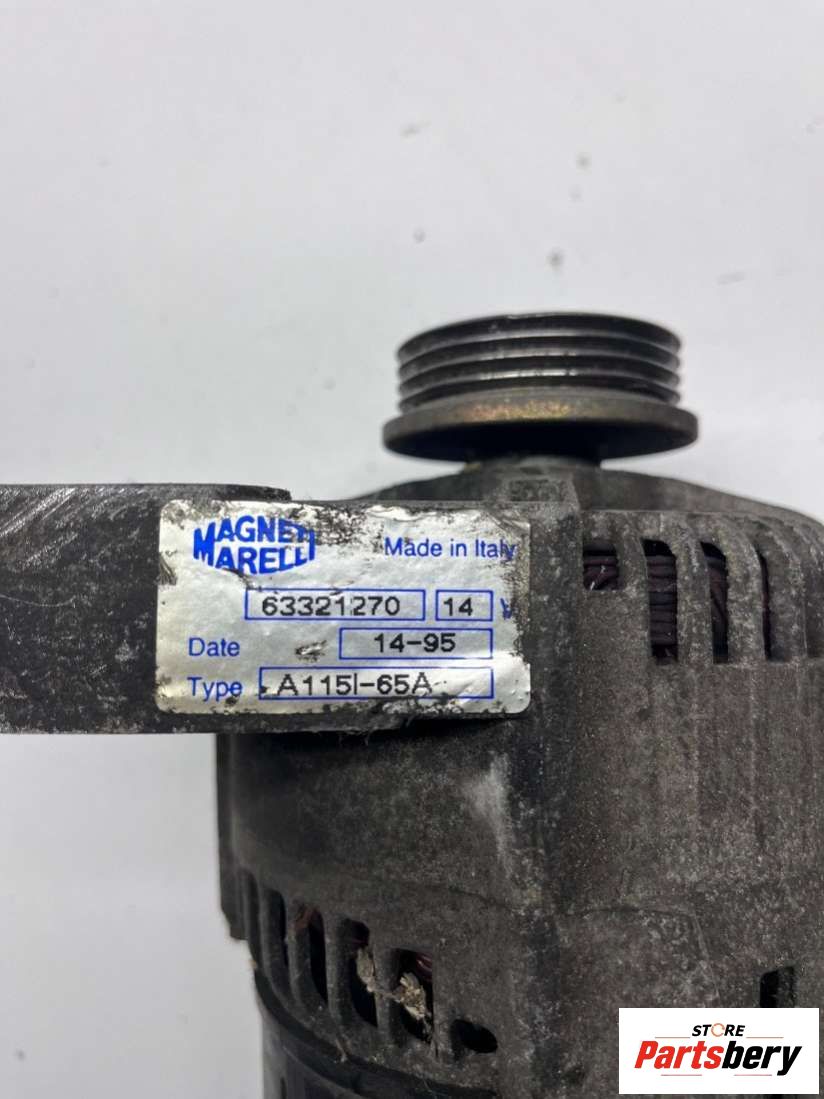 MAGNETI
MARELLI
Made in Italy
63321270 14 V
Date 14-95
Type A115I-65A
STORE
Partsbery